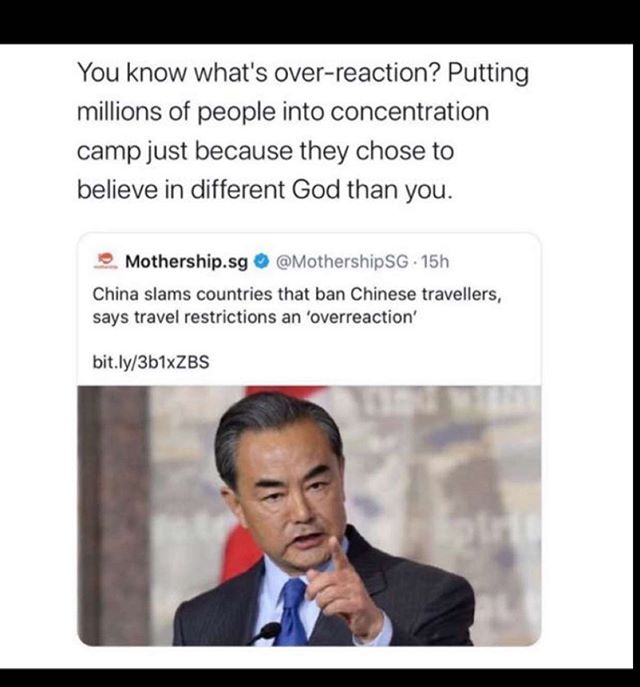 You know what's over-reaction? Putting
millions of people into concentration
camp just because they chose to
believe in different God than you.
Mothership.sg @MothershipSG · 15h
China slams countries that ban Chinese travellers,
says travel restrictions an 'overreaction'
bit.ly/3b1xZBS